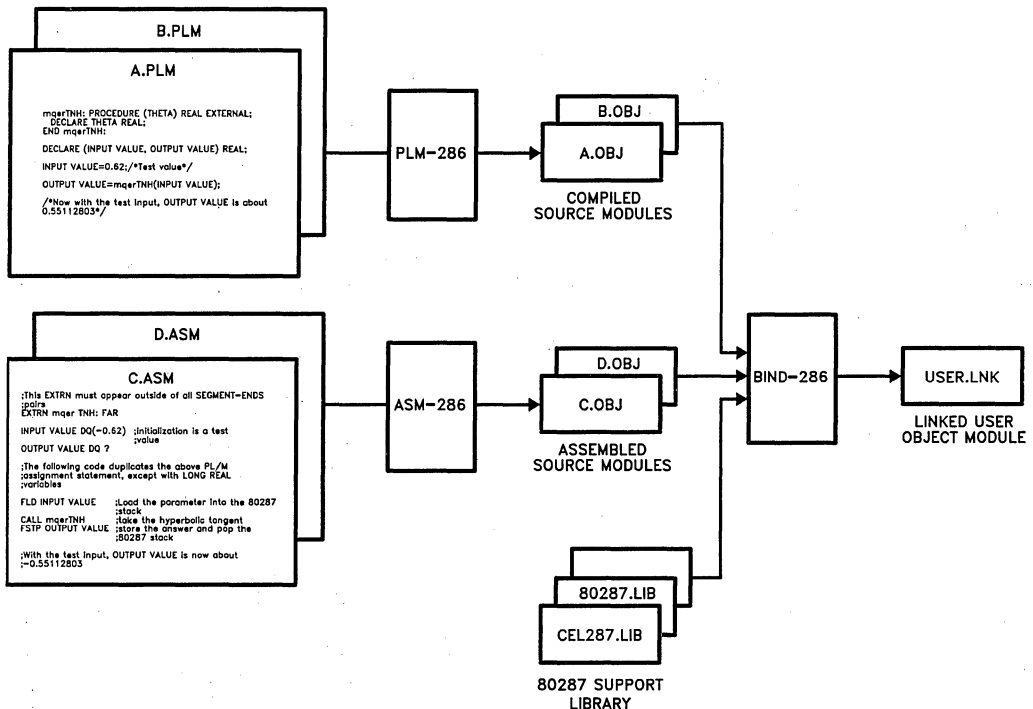 B.PLM
A.PLM
mqerTNH: PROCEDURE (THETA) REAL EXTERNAL;
DECLARE THETA REAL;
END mqerTNH:
DECLARE (INPUT VALUE, OUTPUT VALUE) REAL;
INPUT VALUE=0.62;/*Test value*/
OUTPUT VALUE=mqerTNH(INPUT VALUE);
/*Now with the test input, OUTPUT VALUE is about
0.55112803*/
PLM-286
B.OBJ
A.OBJ
COMPILED
SOURCE MODULES
D.ASM
C.ASM
;This EXTRN must appear outside of all SEGMENT-ENDS
;pairs
EXTRN mqer TNH: FAR
INPUT VALUE DQ(-0.62) ;Initialization is a test
;value
OUTPUT VALUE DQ ?
;The following code duplicates the above PL/M
;assignment statement, except with LONG REAL
;variables
FLD INPUT VALUE ;Load the parameter into the 80287
;stack
CALL mqerTNH ;take the hyperbolic tangent
FSTP OUTPUT VALUE ;store the answer and pop the
;80287 stack
;With the test input, OUTPUT VALUE is now about
;-0.55112803
ASM-286
D.OBJ
C.OBJ
ASSEMBLED
SOURCE MODULES
BIND-286
USER.LNK
LINKED USER
OBJECT MODULE
80287.LIB
CEL287.LIB
80287 SUPPORT
LIBRARY